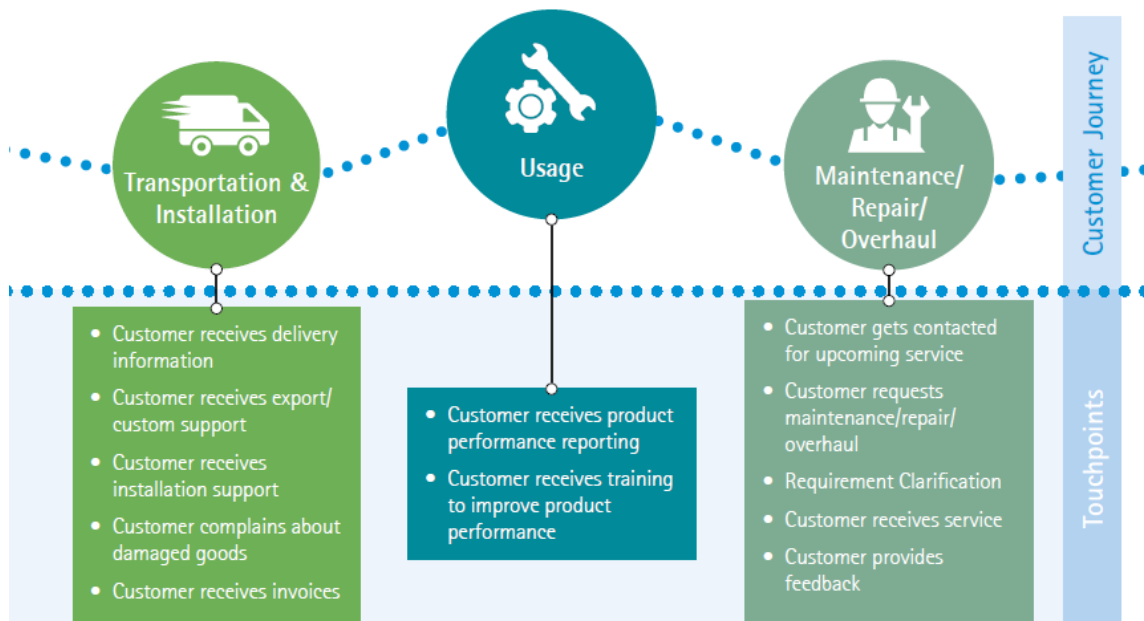 Transportation &
Installation
Usage
Maintenance/
Repair/
Overhaul
Customer Journey
• Customer receives delivery
information
• Customer receives export/
custom support
• Customer receives
installation support
• Customer complains about
damaged goods
• Customer receives invoices
• Customer receives product
performance reporting
• Customer receives training
to improve product
performance
• Customer gets contacted
for upcoming service
• Customer requests
maintenance/repair/
overhaul
• Requirement Clarification
• Customer receives service
• Customer provides
feedback
Touchpoints